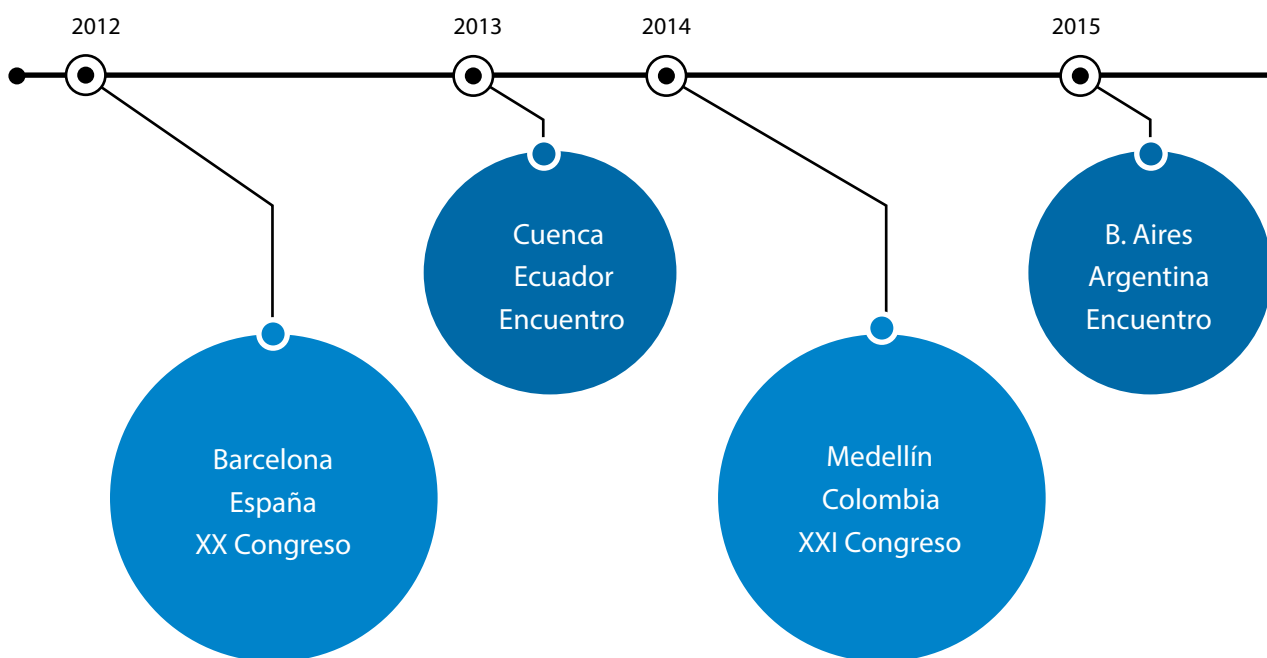 2012
2013
2014
2015
Cuenca
Ecuador
Encuentro
B. Aires
Argentina
Encuentro
Barcelona
España
XX Congreso
Medellín
Colombia
XXI Congreso